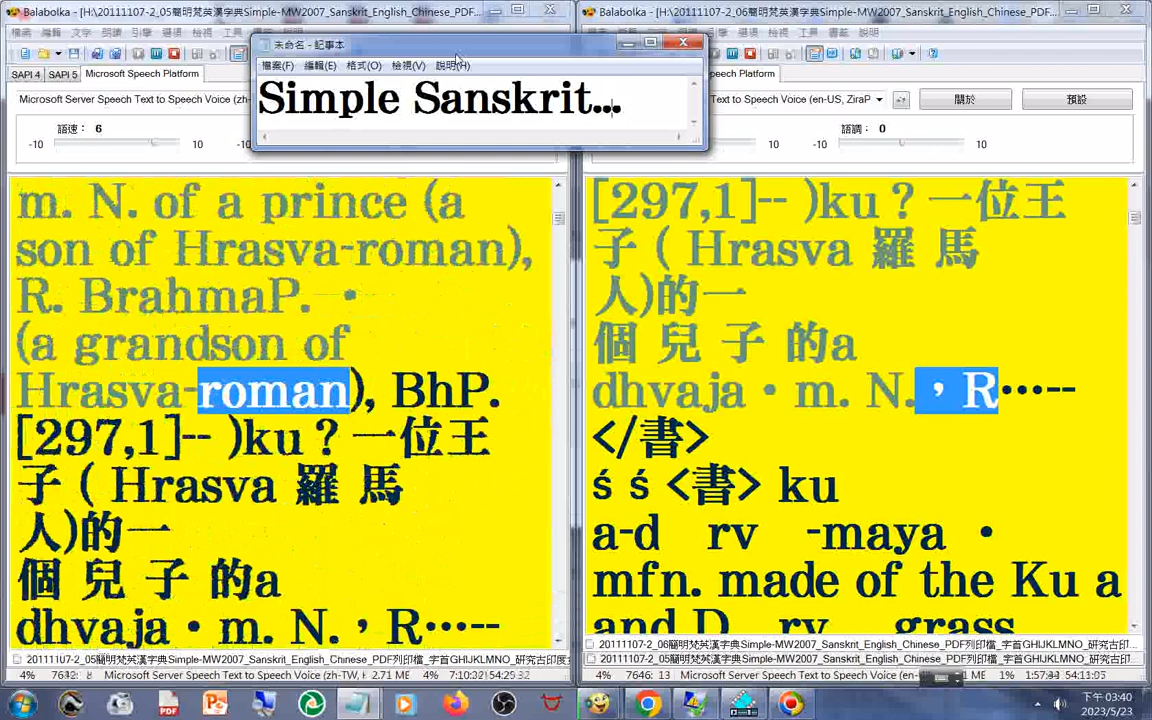 Balabolka - [H:\20111107-2_05簡明梵英漢字典Simple-MW2007_Sanskrit_English_Chinese_PDF...
Balabolka - [H:\20111107-2_06簡明梵英漢字典Simple-MW2007_Sanskrit_English_Chinese_PDF...
未命名 - 記事本
檔案(F) 編輯(E) 格式(O) 檢視(V) 說明(H)
Simple Sanskrit...
SAPI 4 SAPI 5 Microsoft Speech Platform
Speech Platform
Microsoft Server Speech Text to Speech Voice (zh-
Text to Speech Voice (en-US, ZiraP
關於 預設
語速： 6
語調： 0
-10 10 -10
10 -10 10
m. N. of a prince (a
son of Hrasva-roman),
R. BrahmaP. •
(a grandson of
Hrasva-roman), BhP.
[297,1]-- )ku？一位王
子 ( Hrasva 羅 馬
人)的一
個 兒 子 的a
dhvaja • m. N.，R…--
[297,1]-- )ku？一位王
子 ( Hrasva 羅 馬
人)的一
個 兒 子 的a
dhvaja • m. N.，R…--
</書>
ś ś <書> ku
a-d rv -maya •
mfn. made of the Ku a
and D rv grass
20111107-2_05簡明梵英漢字典Simple-MW2007_Sanskrit_English_Chinese_PDF列印檔_字首GHIJKLMNO_研究古印度
20111107-2_06簡明梵英漢字典Simple-MW2007_Sanskrit_English_Chinese_PDF列印檔_字首GHIJKLMNO_研究古印...
4% Microsoft Server Speech Text to Speech Voice (zh-TW, 2.71 MB 4%
4% 7646: 13 Microsoft Server Speech Text to Speech Voice (en-US, 1%
下午 03:40
2023/5/23